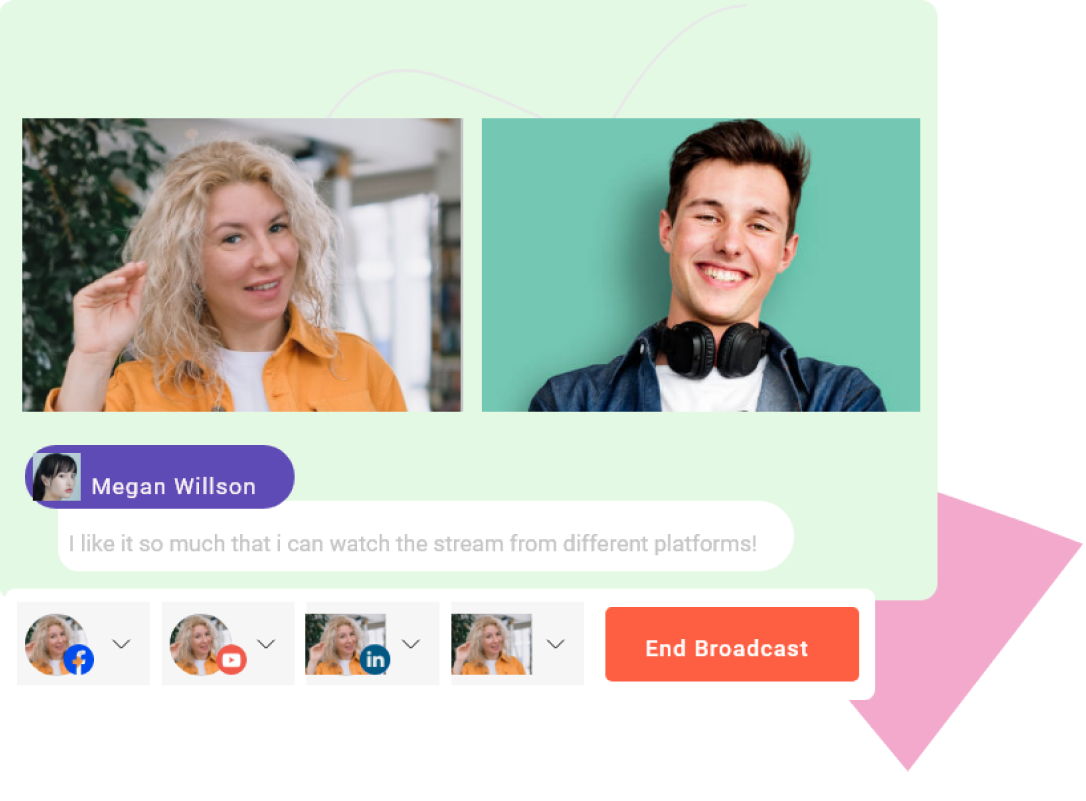 Megan Willson
I like it so much that i can watch the stream from different platforms!
in
End Broadcast